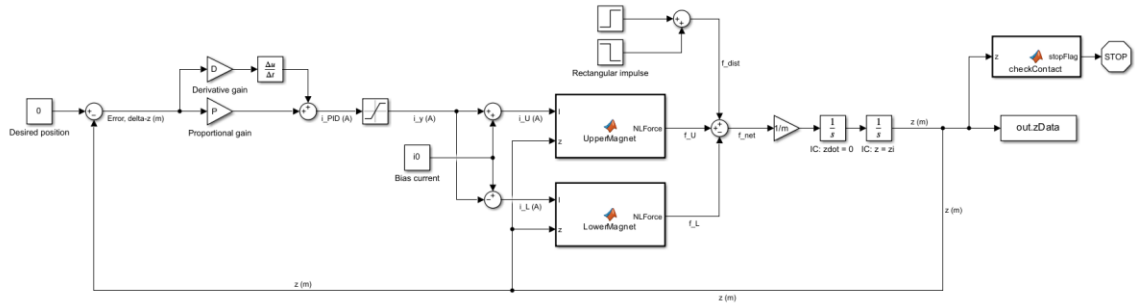 0
Desired position
Error, delta-z (m)
D
Derivative gain
Δu
Δt
P
Proportional gain
i_PID (A)
i_y (A)
i0
Bias current
i_U (A)
i_L (A)
Rectangular impulse
f_dist
I
z
UpperMagnet
NLForce
f_U
I
z
LowerMagnet
NLForce
f_L
f_net
1/m
1
s
IC: zdot = 0
1
s
IC: z = zi
z (m)
z
checkContact
stopFlag
STOP
out.zData
z (m)
z (m)
z (m)